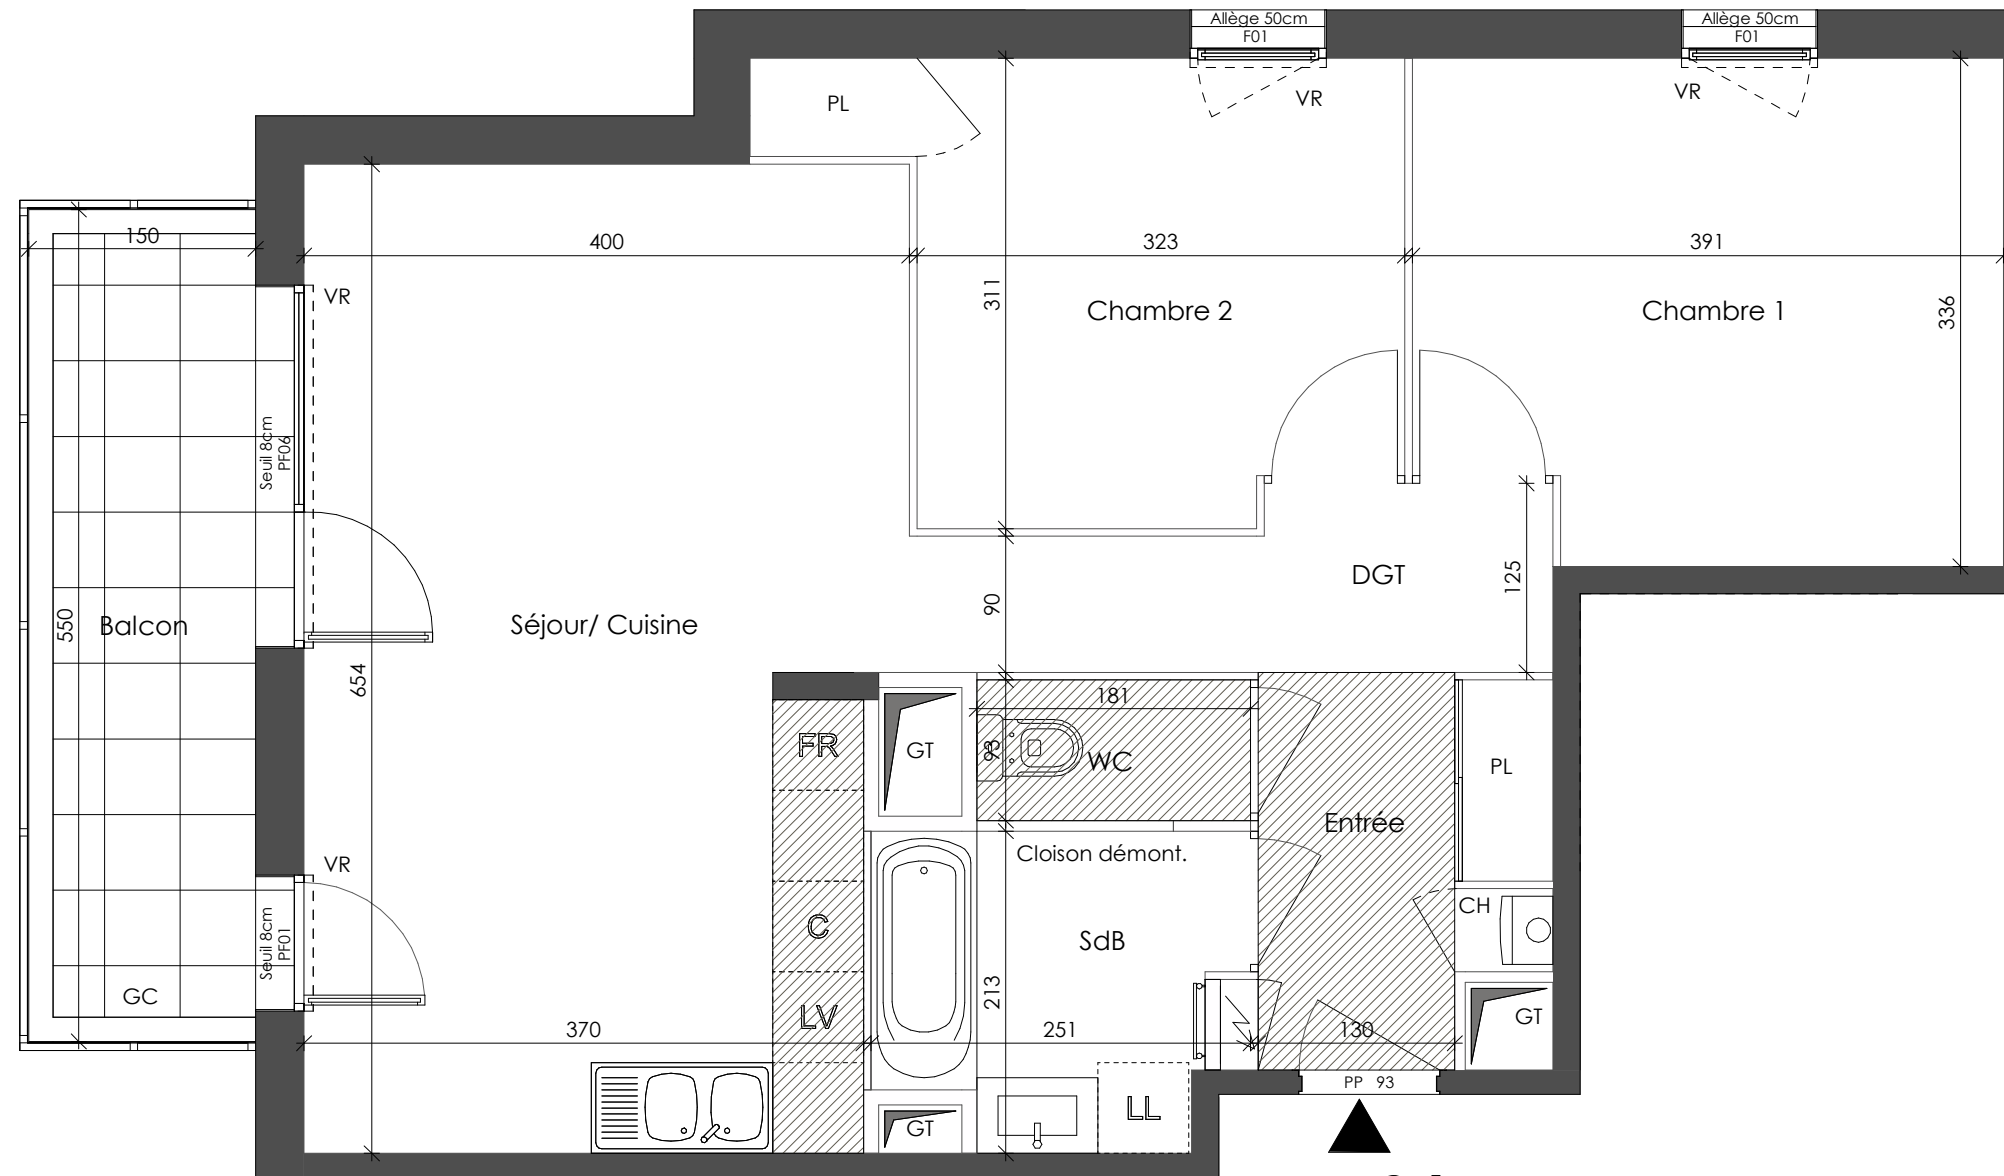 Allège 50cm
F01
Allège 50cm
F01
PL
VR
VR
150
400
323
391
VR
311
Chambre 2
Chambre 1
336
Seuil 8cm
PF06
DGT
125
90
550
Balcon
Séjour/ Cuisine
654
181
FR
GT
93
WC
PL
Entrée
VR
Cloison démont.
CH
C
SdB
Seuil 8cm
PF01
GC
213
LV
GT
370
251
130
PP 93
LL
GT